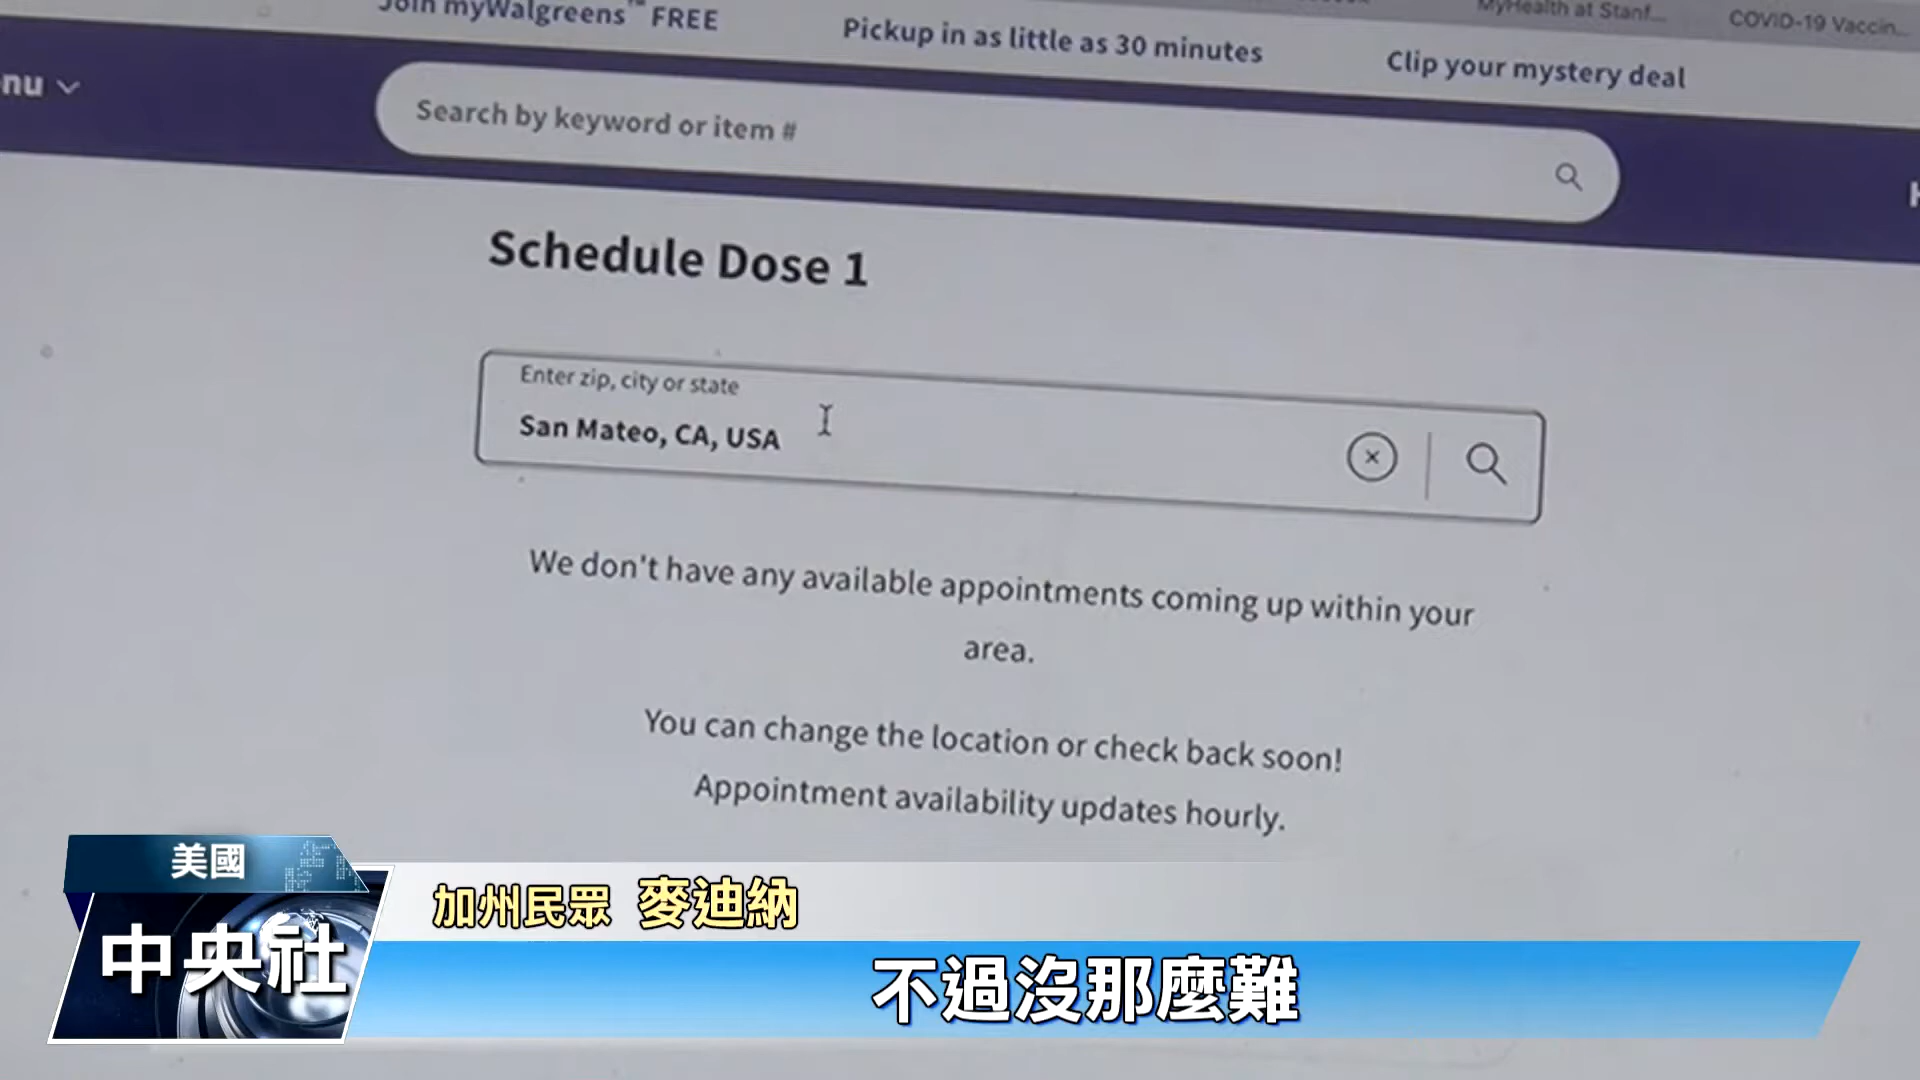 MyHealth at Stanf...
COVID-19 Vaccin...
Join myWalgreens™ FREE
Pickup in as little as 30 minutes
Clip your mystery deal
nu
Search by keyword or item #
Schedule Dose 1
Enter zip, city or state
San Mateo, CA, USA
We don't have any available appointments coming up within your
area.
You can change the location or check back soon!
Appointment availability updates hourly.
美國
中央社
加州民眾 麥迪納
不過沒那麼難